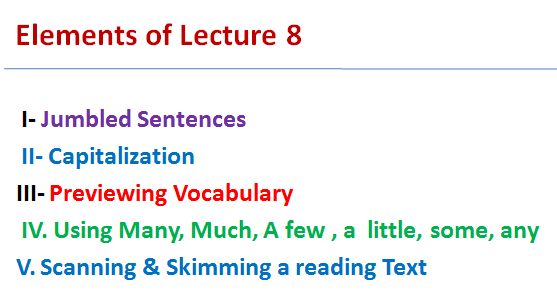 Elements of Lecture 8
I- Jumbled Sentences
II- Capitalization
III- Previewing Vocabulary
IV. Using Many, Much, A few , a little, some, any
V. Scanning & Skimming a reading Text